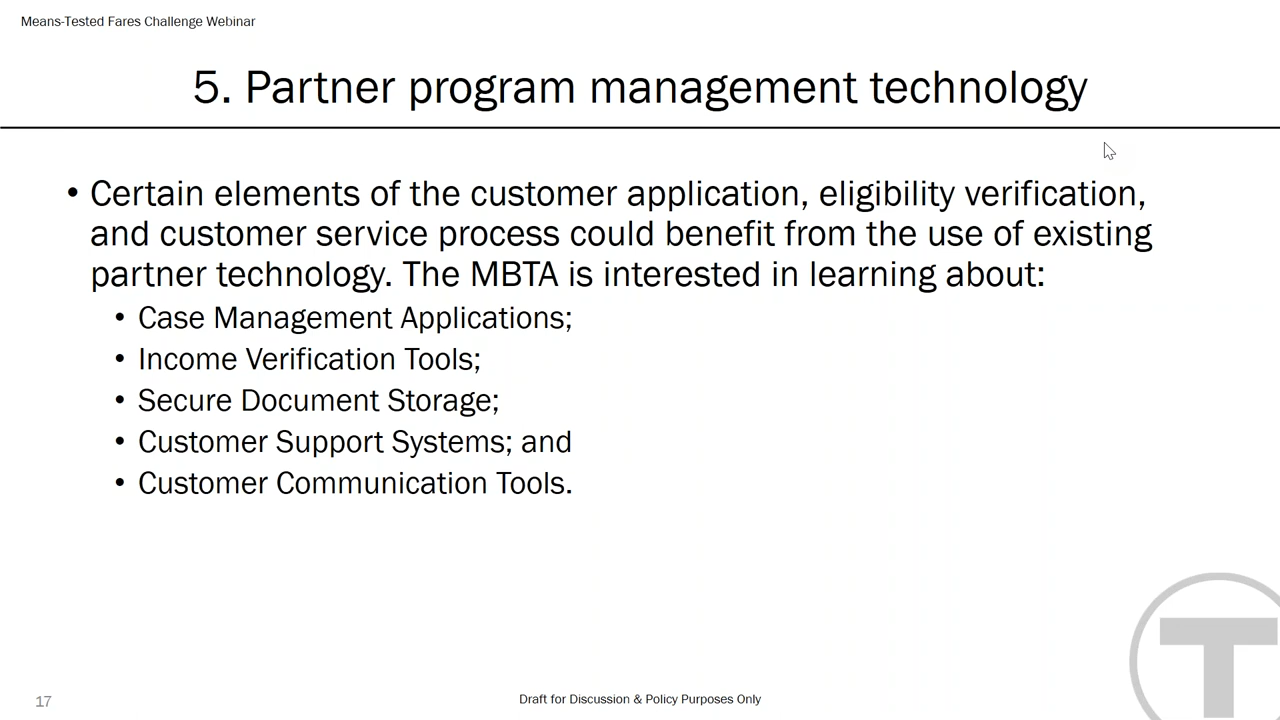 Means-Tested Fares Challenge Webinar
5. Partner program management technology
• Certain elements of the customer application, eligibility verification,
and customer service process could benefit from the use of existing
partner technology. The MBTA is interested in learning about:
• Case Management Applications;
• Income Verification Tools;
• Secure Document Storage;
• Customer Support Systems; and
• Customer Communication Tools.
T
17
Draft for Discussion & Policy Purposes Only